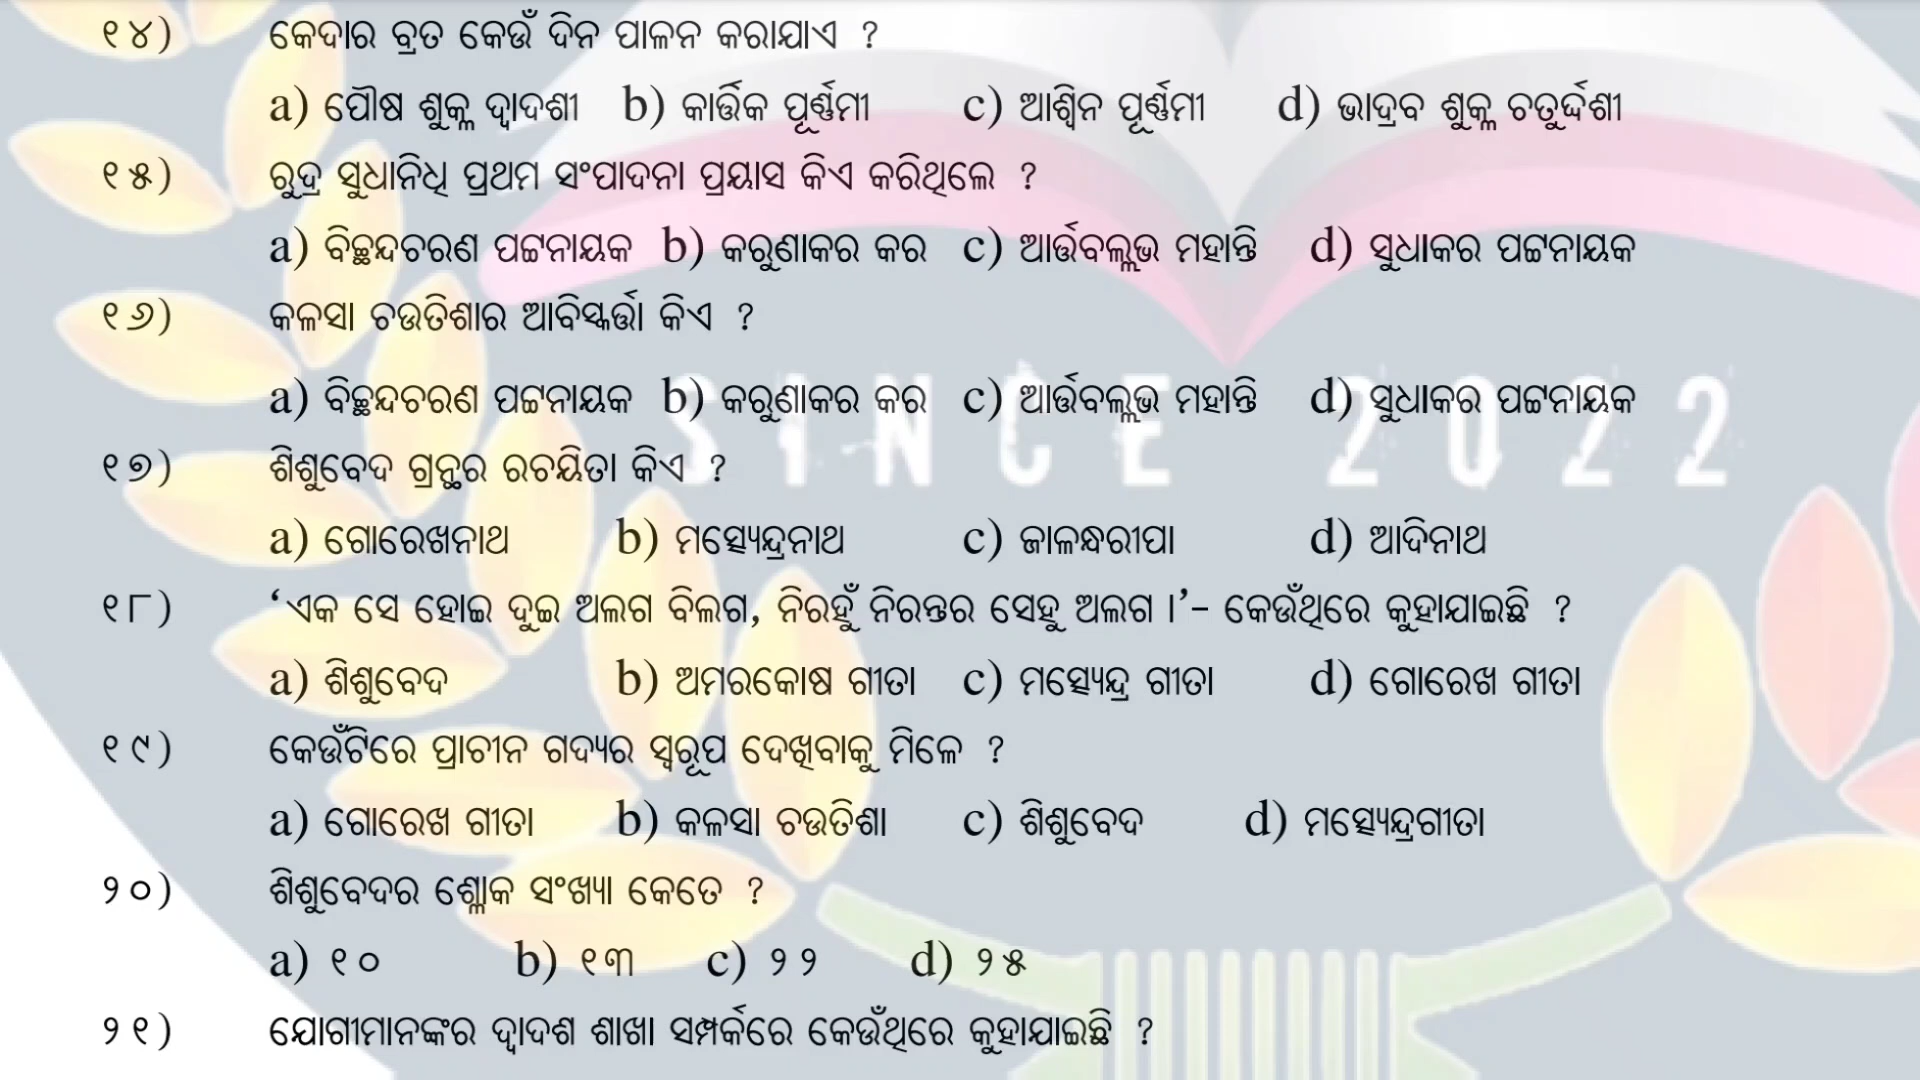 ୧୪) କେଦାର ବ୍ରତ କେଉଁ ଦିନ ପାଳନ କରାଯାଏ ?
a) ପୌଷ ଶୁକ୍ଳ ଦ୍ୱାଦଶୀ b) କାର୍ତ୍ତିକ ପୂର୍ଣ୍ଣମୀ c) ଆଶ୍ୱିନ ପୂର୍ଣ୍ଣମୀ d) ଭାଦ୍ରବ ଶୁକ୍ଳ ଚତୁର୍ଦ୍ଦଶୀ
୧୫) ରୁଦ୍ର ସୁଧାନିଧି ପ୍ରଥମ ସଂପାଦନା ପ୍ରୟାସ କିଏ କରିଥିଲେ ?
a) ବିଚ୍ଛନ୍ଦଚରଣ ପଟ୍ଟନାୟକ b) କରୁଣାକର କର c) ଆର୍ତ୍ତବଲ୍ଲଭ ମହାନ୍ତି d) ସୁଧାକର ପଟ୍ଟନାୟକ
୧୬) କଳସା ଚଉତିଶାର ଆବିସ୍କର୍ତ୍ତା କିଏ ?
a) ବିଚ୍ଛନ୍ଦଚରଣ ପଟ୍ଟନାୟକ b) କରୁଣାକର କର c) ଆର୍ତ୍ତବଲ୍ଲଭ ମହାନ୍ତି d) ସୁଧାକର ପଟ୍ଟନାୟକ
SINCE 2022
୧୭) ଶିଶୁବେଦ ଗ୍ରନ୍ଥର ରଚୟିତା କିଏ ?
a) ଗୋରେଖନାଥ b) ମତ୍ସ୍ୟେନ୍ଦ୍ରନାଥ c) ଜାଳନ୍ଧରୀପା d) ଆଦିନାଥ
୧୮) ‘ଏକ ସେ ହୋଇ ଦୁଇ ଅଲଗ ବିଲଗ, ନିରହୁଁ ନିରନ୍ତର ସେହୁ ଅଲଗ ।’- କେଉଁଥିରେ କୁହାଯାଇଛି ?
a) ଶିଶୁବେଦ b) ଅମରକୋଷ ଗୀତା c) ମତ୍ସ୍ୟେନ୍ଦ୍ର ଗୀତା d) ଗୋରେଖ ଗୀତା
୧୯) କେଉଁଟିରେ ପ୍ରାଚୀନ ଗଦ୍ୟର ସ୍ୱରୂପ ଦେଖିବାକୁ ମିଳେ ?
a) ଗୋରେଖ ଗୀତା b) କଳସା ଚଉତିଶା c) ଶିଶୁବେଦ d) ମତ୍ସ୍ୟେନ୍ଦ୍ରଗୀତା
୨୦) ଶିଶୁବେଦର ଶ୍ଳୋକ ସଂଖ୍ୟା କେତେ ?
a) ୧୦ b) ୧୩ c) ୨୨ d) ୨୫
୨୧) ଯୋଗୀମାନଙ୍କର ଦ୍ୱାଦଶ ଶାଖା ସମ୍ପର୍କରେ କେଉଁଥିରେ କୁହାଯାଇଛି ?